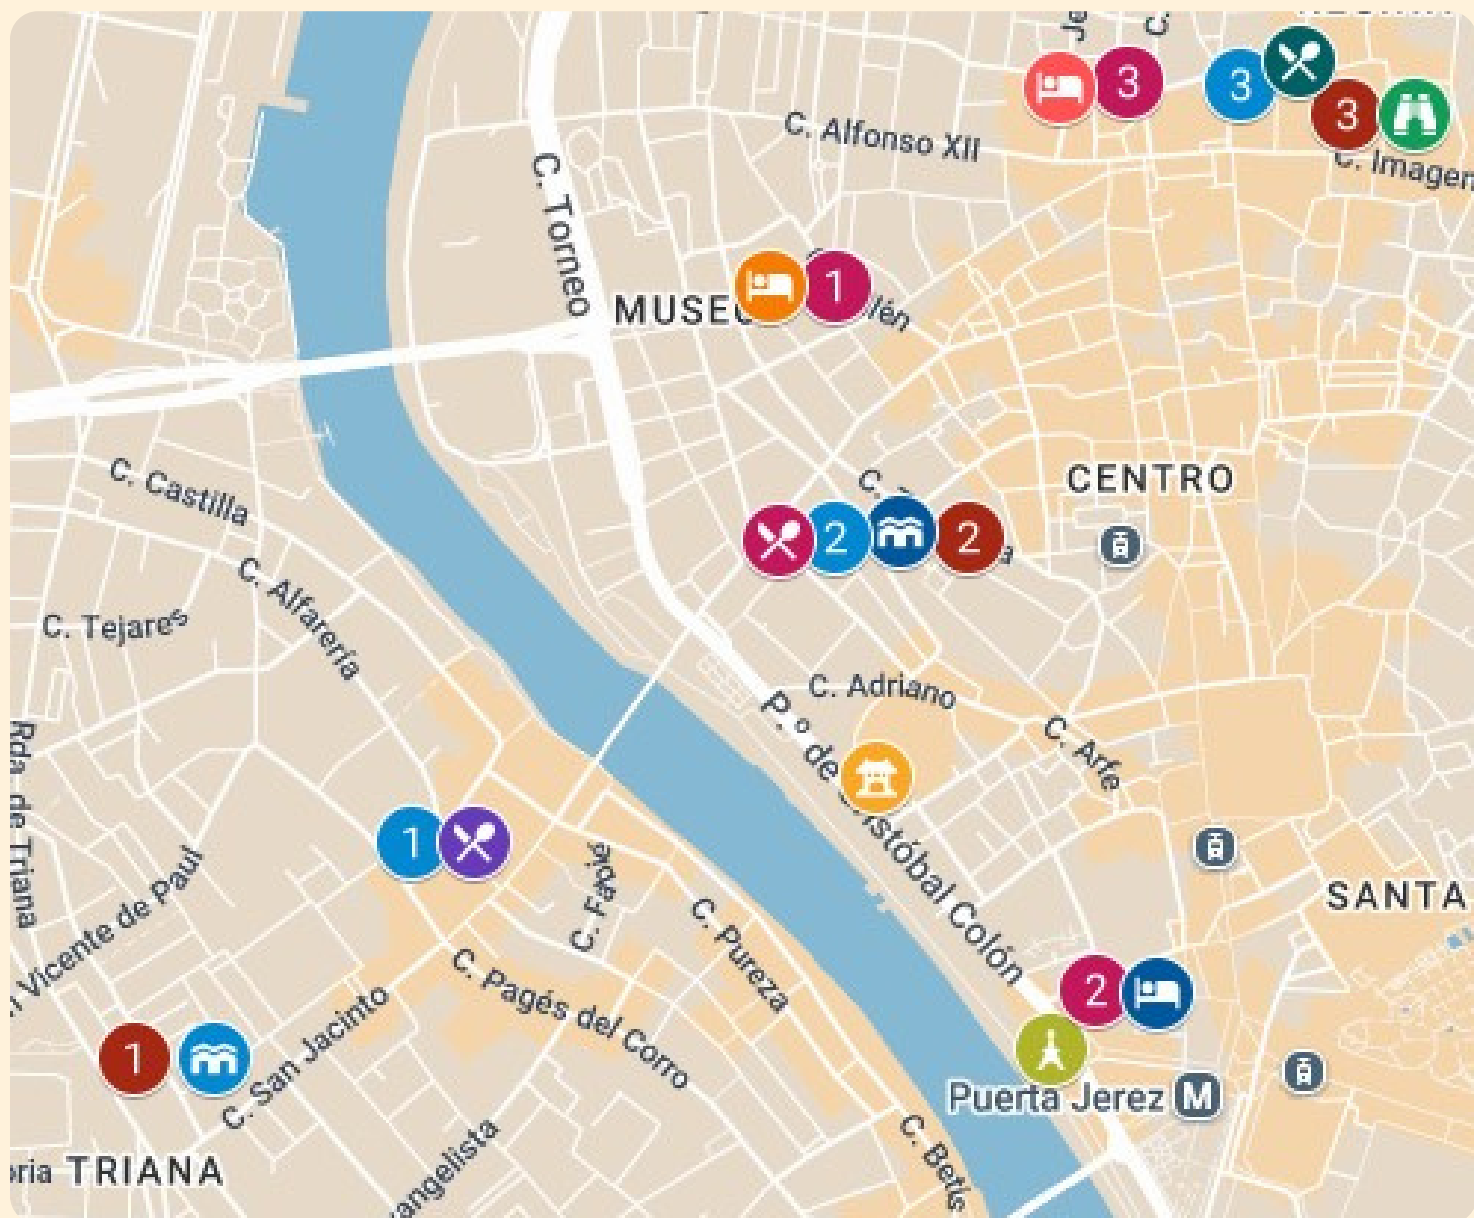 3
3
3
C. Alfonso XII
C. Imagen
C. Torneo
1
MUSEO
CENTRO
C. Castilla
2
2
C. Alfarería
C. Tejares
C. Adriano
P.º de Cristóbal Colón
C. Arfe
Rda. de Triana
1
Vicente de Paul
C. Fabié
SANTA
C. Pureza
C. Pagés del Corro
C. San Jacinto
2
1
Puerta Jerez M
C. Betis
TRIANA